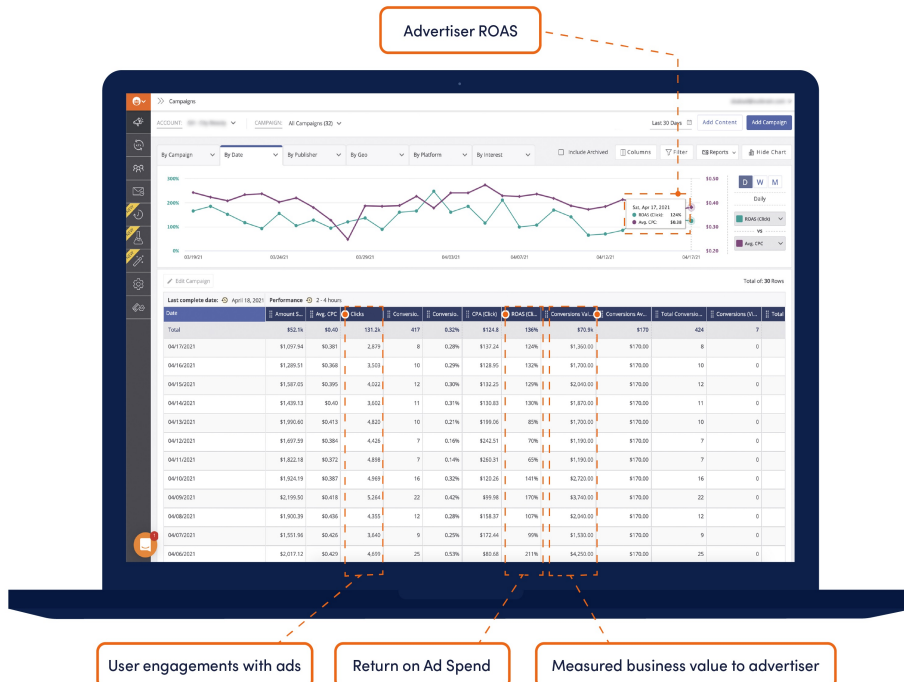 Advertiser ROAS
Campaigns
ACCOUNT:
CAMPAIGN: All Campaigns (32)
Last 30 Days
Add Content
Add Campaign
By Campaign By Date By Publisher By Geo By Platform By Interest
Include Archived Columns Filter Reports Hide Chart
300% $0.50
200% $0.40
100% $0.30
0% $0.20
03/19/21 03/24/21 03/29/21 04/03/21 04/07/21 04/12/21 04/17/21
Sat, Apr 17, 2021
ROAS (Click): 124%
Avg. CPC: $0.38
D W M
Daily
ROAS (Click)
VS
Avg. CPC
Edit Campaign
Total of: 30 Rows
Last complete date: April 18, 2021 Performance 2 - 4 hours
Date Amount S... Avg. CPC Clicks Conversio... Conversio... CPA (Click) ROAS (Cli... Conversions Val... Conversions Av... Total Conversio... Conversions (Vi... Total
Total $52.1k $0.40 131.2k 417 0.32% $124.8 136% $70.9k $170 424 7
04/17/2021 $1,097.94 $0.381 2,879 8 0.28% $137.24 124% $1,360.00 $170.00 8 0
04/16/2021 $1,289.51 $0.368 3,503 10 0.29% $128.95 132% $1,700.00 $170.00 10 0
04/15/2021 $1,587.05 $0.395 4,022 12 0.30% $132.25 129% $2,040.00 $170.00 12 0
04/14/2021 $1,439.13 $0.40 3,602 11 0.31% $130.83 130% $1,870.00 $170.00 11 0
04/13/2021 $1,990.60 $0.413 4,820 10 0.21% $199.06 85% $1,700.00 $170.00 10 0
04/12/2021 $1,697.59 $0.384 4,426 7 0.16% $242.51 70% $1,190.00 $170.00 7 0
04/11/2021 $1,822.18 $0.372 4,898 7 0.14% $260.31 65% $1,190.00 $170.00 7 0
04/10/2021 $1,924.19 $0.387 4,969 16 0.32% $120.26 141% $2,720.00 $170.00 16 0
04/09/2021 $2,199.50 $0.418 5,264 22 0.42% $99.98 170% $3,740.00 $170.00 22 0
04/08/2021 $1,900.39 $0.436 4,355 12 0.28% $158.37 107% $2,040.00 $170.00 12 0
04/07/2021 $1,551.96 $0.426 3,640 9 0.25% $172.44 99% $1,530.00 $170.00 9 0
04/06/2021 $2,017.12 $0.429 4,699 25 0.53% $80.68 211% $4,250.00 $170.00 25 0
1
User engagements with ads
Return on Ad Spend
Measured business value to advertiser